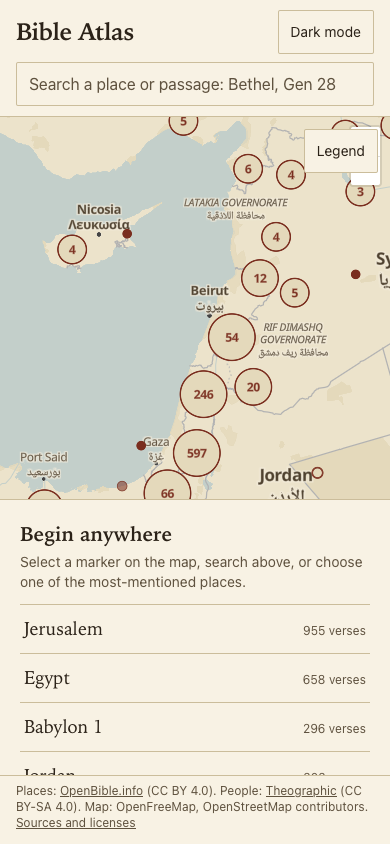 Bible Atlas
Dark mode
Search a place or passage: Bethel, Gen 28
5
Legend
6
4
3
LATAKIA GOVERNORATE
محافظة اللاذقية
Nicosia
Λευκωσία
4
4
12
5
Beirut
بيروت
54
RIF DIMASHQ
GOVERNORATE
محافظة ريف دمشق
246
20
Gaza
غزة
597
Port Said
بورسعيد
66
Jordan
الأردن
Begin anywhere
Select a marker on the map, search above, or choose
one of the most-mentioned places.
Jerusalem 955 verses
Egypt 658 verses
Babylon 1 296 verses
Jordan
Places: OpenBible.info (CC BY 4.0). People: Theographic (CC
BY-SA 4.0). Map: OpenFreeMap, OpenStreetMap contributors.
Sources and licenses